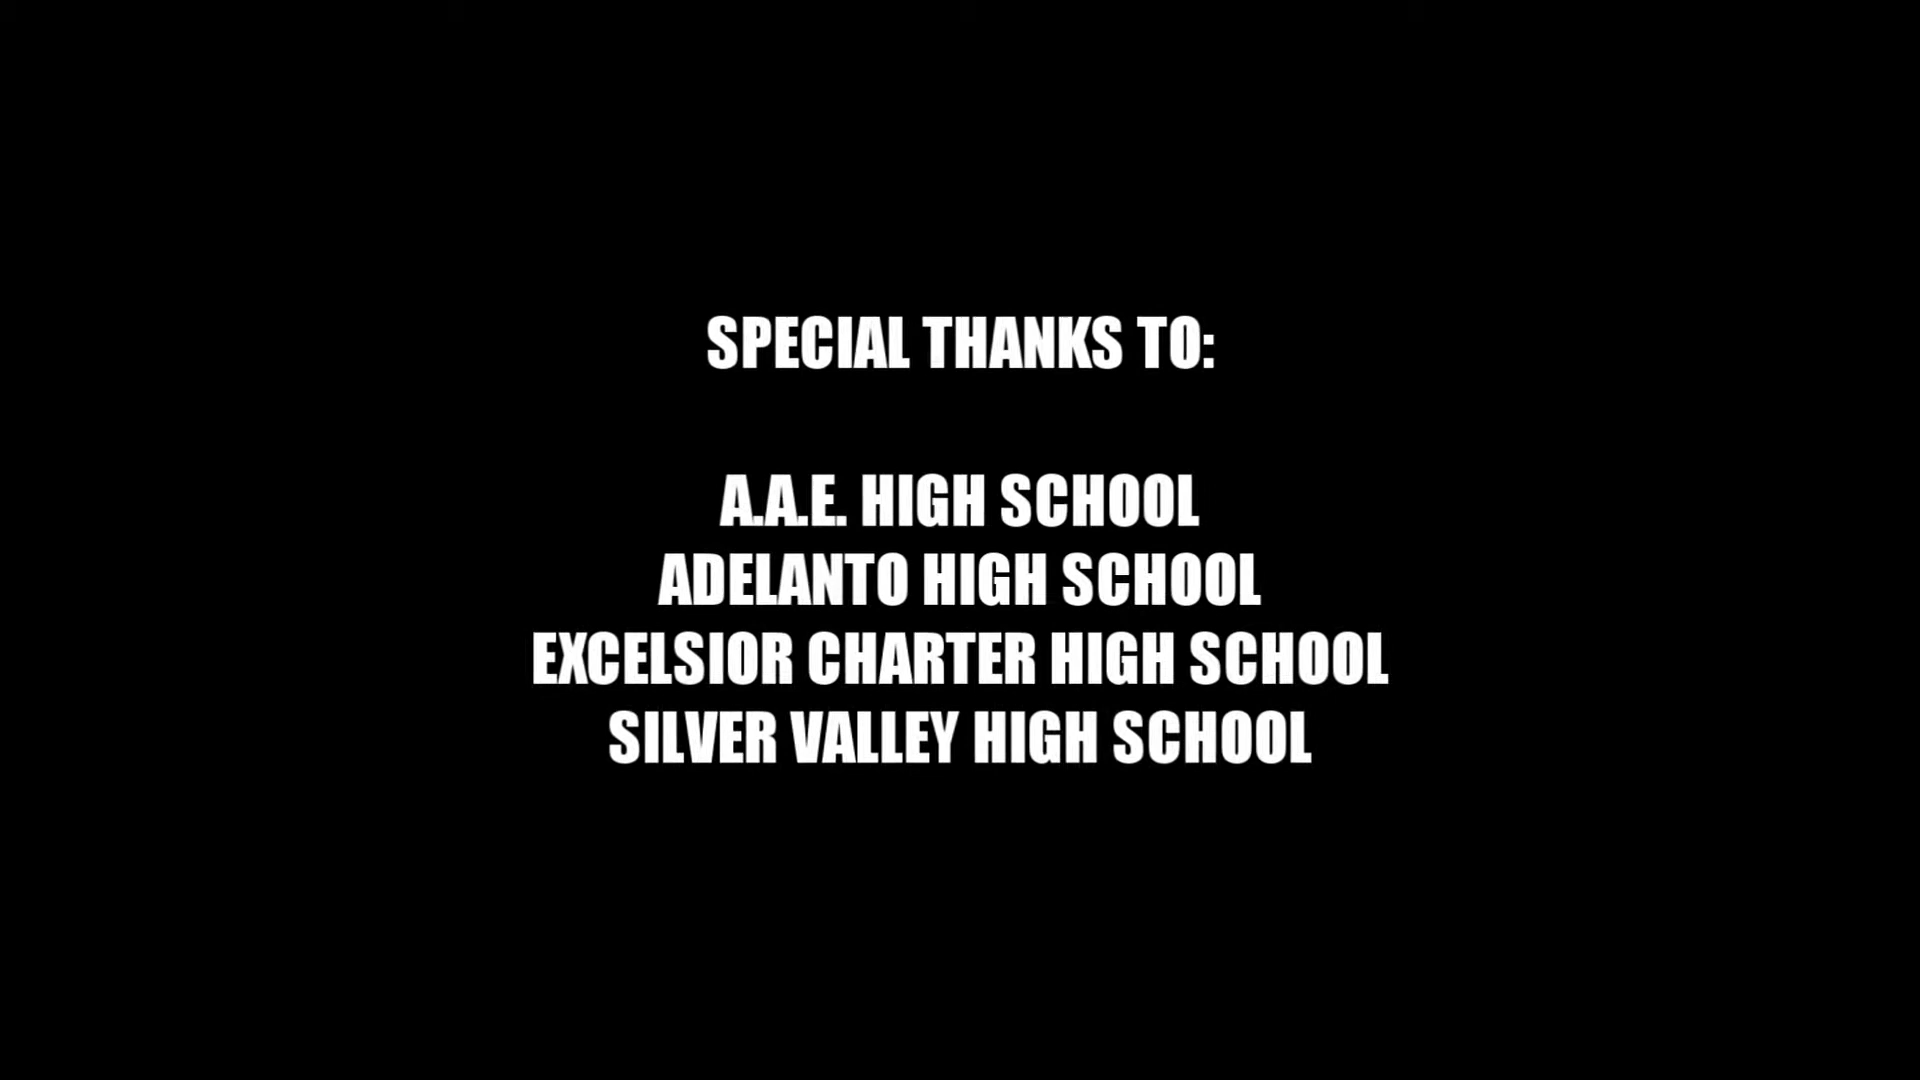 SPECIAL THANKS TO:
A.A.E. HIGH SCHOOL
ADELANTO HIGH SCHOOL
EXCELSIOR CHARTER HIGH SCHOOL
SILVER VALLEY HIGH SCHOOL